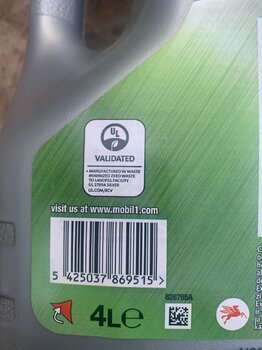 UL
VALIDATED
• MANUFACTURED IN WASTE
MINIMIZED ZERO WASTE
TO LANDFILL FACILITY
UL 2799A SILVER
UL.COM/ECV
visit us at www.mobil1.com
5 425037 869515 >
4Le